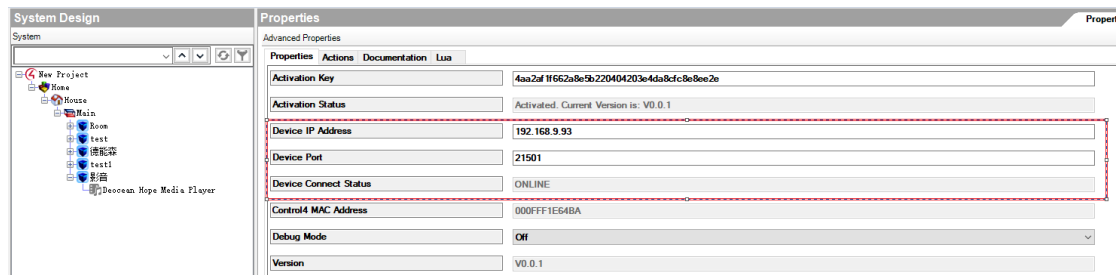 System Design
Properties
Propert
System
Advanced Properties
Properties Actions Documentation Lua
New Project
Home
House
Main
Room
test
德能森
test1
影音
Deocean Hope Media Player
Activation Key
4aa2af1f662a8e5b220404203e4da8cfc8e8ee2e
Activation Status
Activated. Current Version is: V0.0.1
Device IP Address
192.168.9.93
Device Port
21501
Device Connect Status
ONLINE
Control4 MAC Address
000FFF1E64BA
Debug Mode
Off
Version
V0.0.1